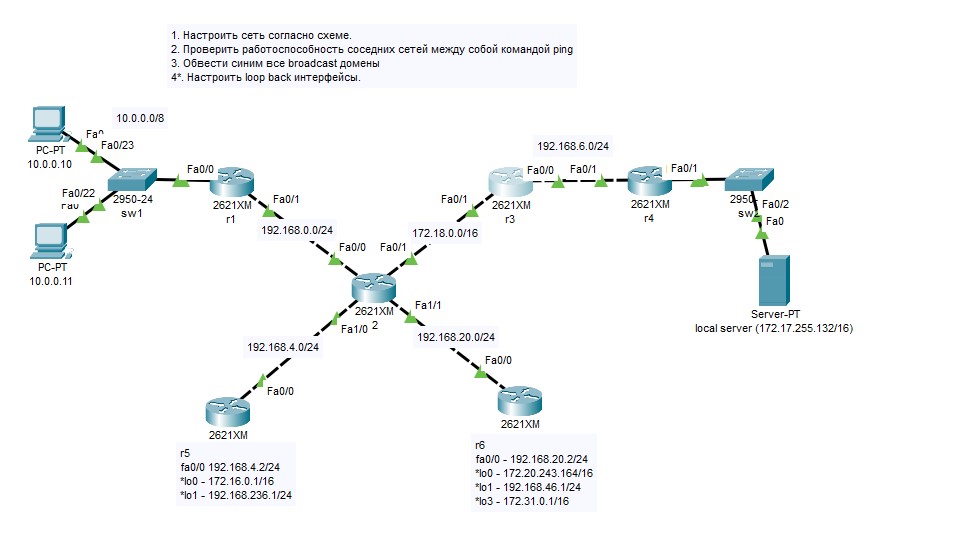 1. Настроить сеть согласно схеме.
2. Проверить работоспособность соседних сетей между собой командой ping
3. Обвести синим все broadcast домены
4*. Настроить loop back интерфейсы.
10.0.0.0/8
Fa0/23
PC-PT
10.0.0.10
Fa0/22
PC-PT
10.0.0.11
2950-24
sw1
Fa0/0
2621XM
r1
Fa0/1
192.168.0.0/24
Fa0/0
Fa0/1
172.18.0.0/16
Fa0/1
2621XM
r3
Fa0/0
192.168.6.0/24
Fa0/1
2621XM
r4
Fa0/1
Fa0/2
Fa0
Server-PT
local server (172.17.255.132/16)
2621XM
2
Fa1/0
Fa1/1
192.168.4.0/24
192.168.20.0/24
Fa0/0
Fa0/0
2621XM
2621XM
r5
fa0/0 192.168.4.2/24
*lo0 - 172.16.0.1/16
*lo1 - 192.168.236.1/24
r6
fa0/0 - 192.168.20.2/24
*lo0 - 172.20.243.164/16
*lo1 - 192.168.46.1/24
*lo3 - 172.31.0.1/16